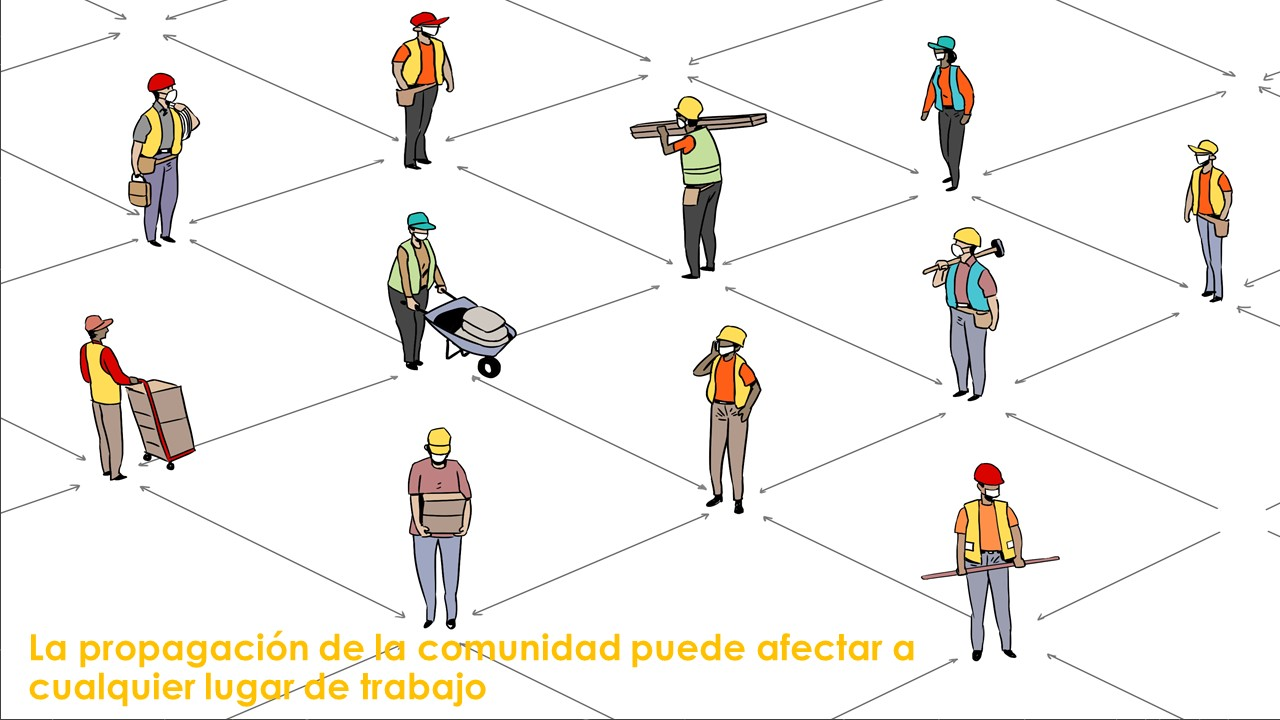 La propagación de la comunidad puede afectar a
cualquier lugar de trabajo